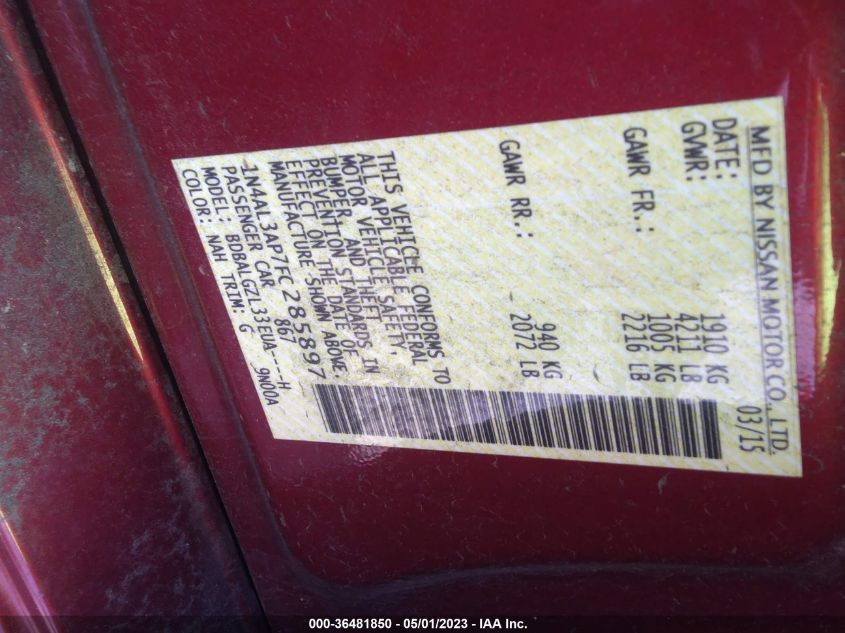 MFD BY NISSAN MOTOR CO., LTD.
DATE: 03/15
GVWR: 1910 KG
4211 LB
GAWR FR.: 1005 KG
2216 LB
GAWR RR.: 940 KG
2072 LB
THIS VEHICLE CONFORMS TO
ALL APPLICABLE FEDERAL
MOTOR VEHICLE SAFETY,
BUMPER, AND THEFT
PREVENTION STANDARDS IN
EFFECT ON THE DATE OF
MANUFACTURE SHOWN ABOVE
1N4AL3AP7FC285897
PASSENGER CAR 867
MODEL: BDBALGZL33EUA----H
COLOR: NAH TRIM: G 9N00A
000-36481850 - 05/01/2023 - IAA Inc.